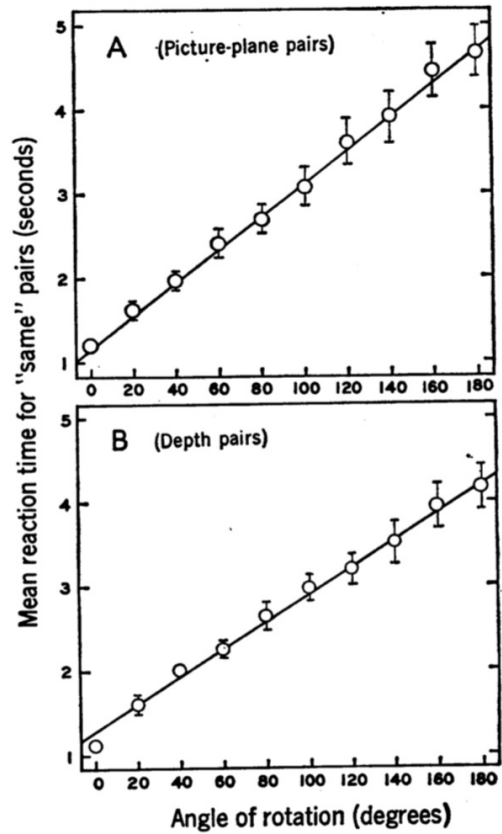 Mean reaction time for "same" pairs (seconds)
A (Picture-plane pairs)
5
4
3
2
1
0 20 40 60 80 100 120 140 160 180
B (Depth pairs)
5
4
3
2
1
0 20 40 60 80 100 120 140 160 180
Angle of rotation (degrees)